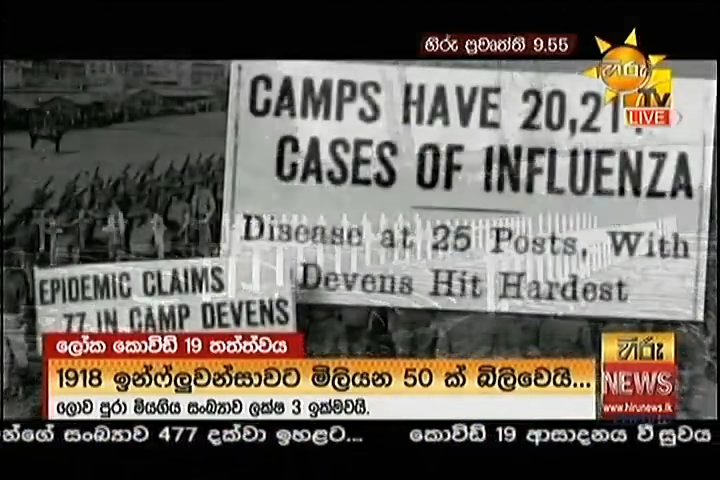 හිරු ප්‍රවෘත්ති 9.55
හිරු
TV
LIVE
CAMPS HAVE 20,21
CASES OF INFLUENZA
Disease at 25 Posts, With
Devens Hit Hardest
EPIDEMIC CLAIMS
77 IN CAMP DEVENS
ලෝක කොවිඩ් 19 තත්ත්වය
1918 ඉන්ෆ්ලුවන්සාවට මිලියන 50 ක් බිලිවෙයි...
ලොව පුරා මියගිය සංඛ්‍යාව ලක්ෂ 3 ඉක්මවයි.
හිරු
NEWS
www.hirunews.lk
සංඛ්‍යාව 477 දක්වා ඉහළට... කොවිඩ් 19 ආසාදනය වී සුවය